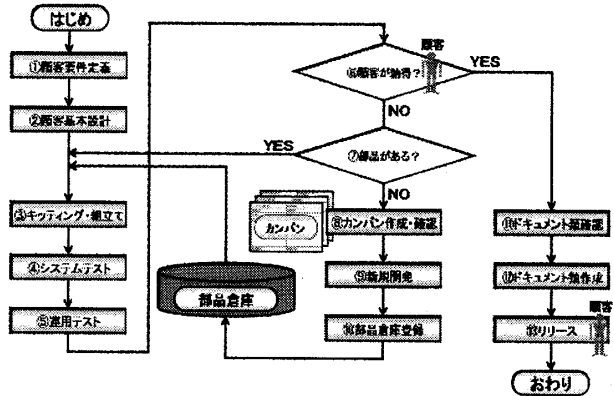 はじめ
①顧客要件定義
②顧客基本設計
③キッティング・組立て
④システムテスト
⑤運用テスト
⑥顧客が納得？
顧客
YES
NO
⑦部品がある？
YES
NO
カンバン
⑧カンバン作成・確認
⑨新規開発
⑩部品倉庫登録
部品倉庫
⑪ドキュメント類確認
⑫ドキュメント類作成
⑬リリース
顧客
おわり